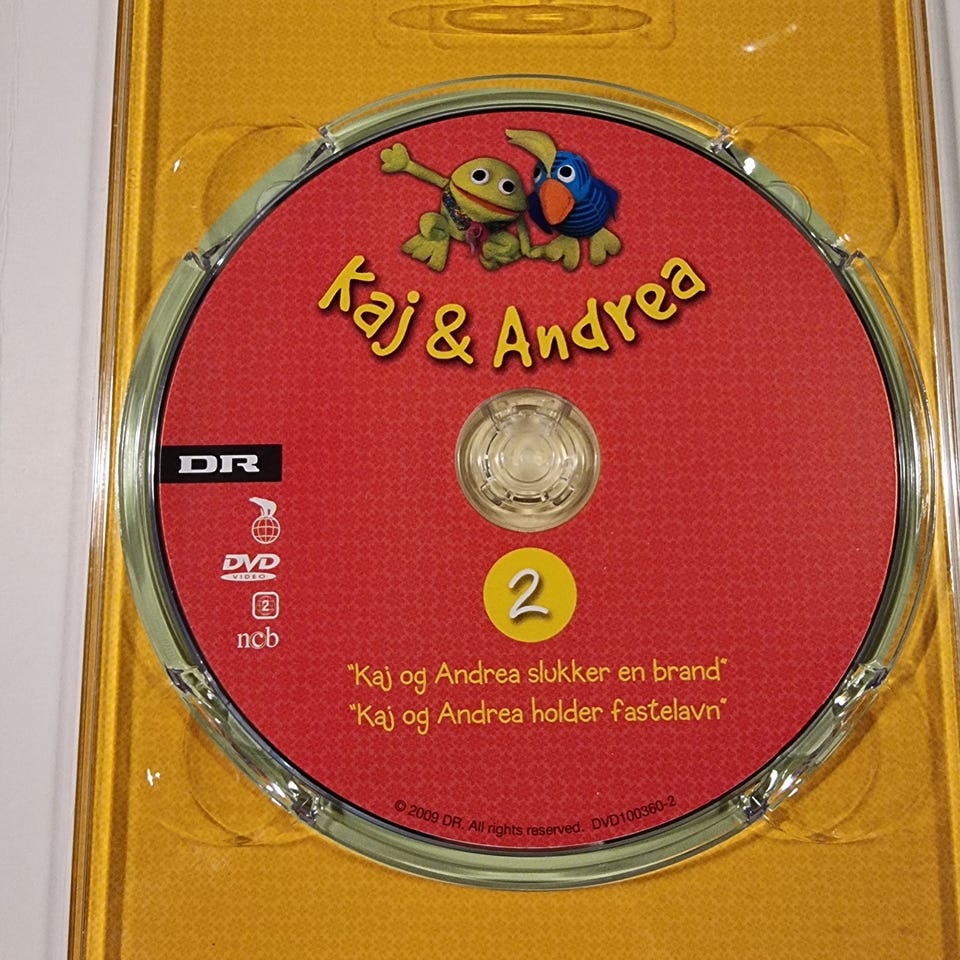 Kaj & Andrea
DR
DVD
VIDEO
2
ncb
2
"Kaj og Andrea slukker en brand"
"Kaj og Andrea holder fastelavn"
© 2009 DR. All rights reserved. DVD100360-2